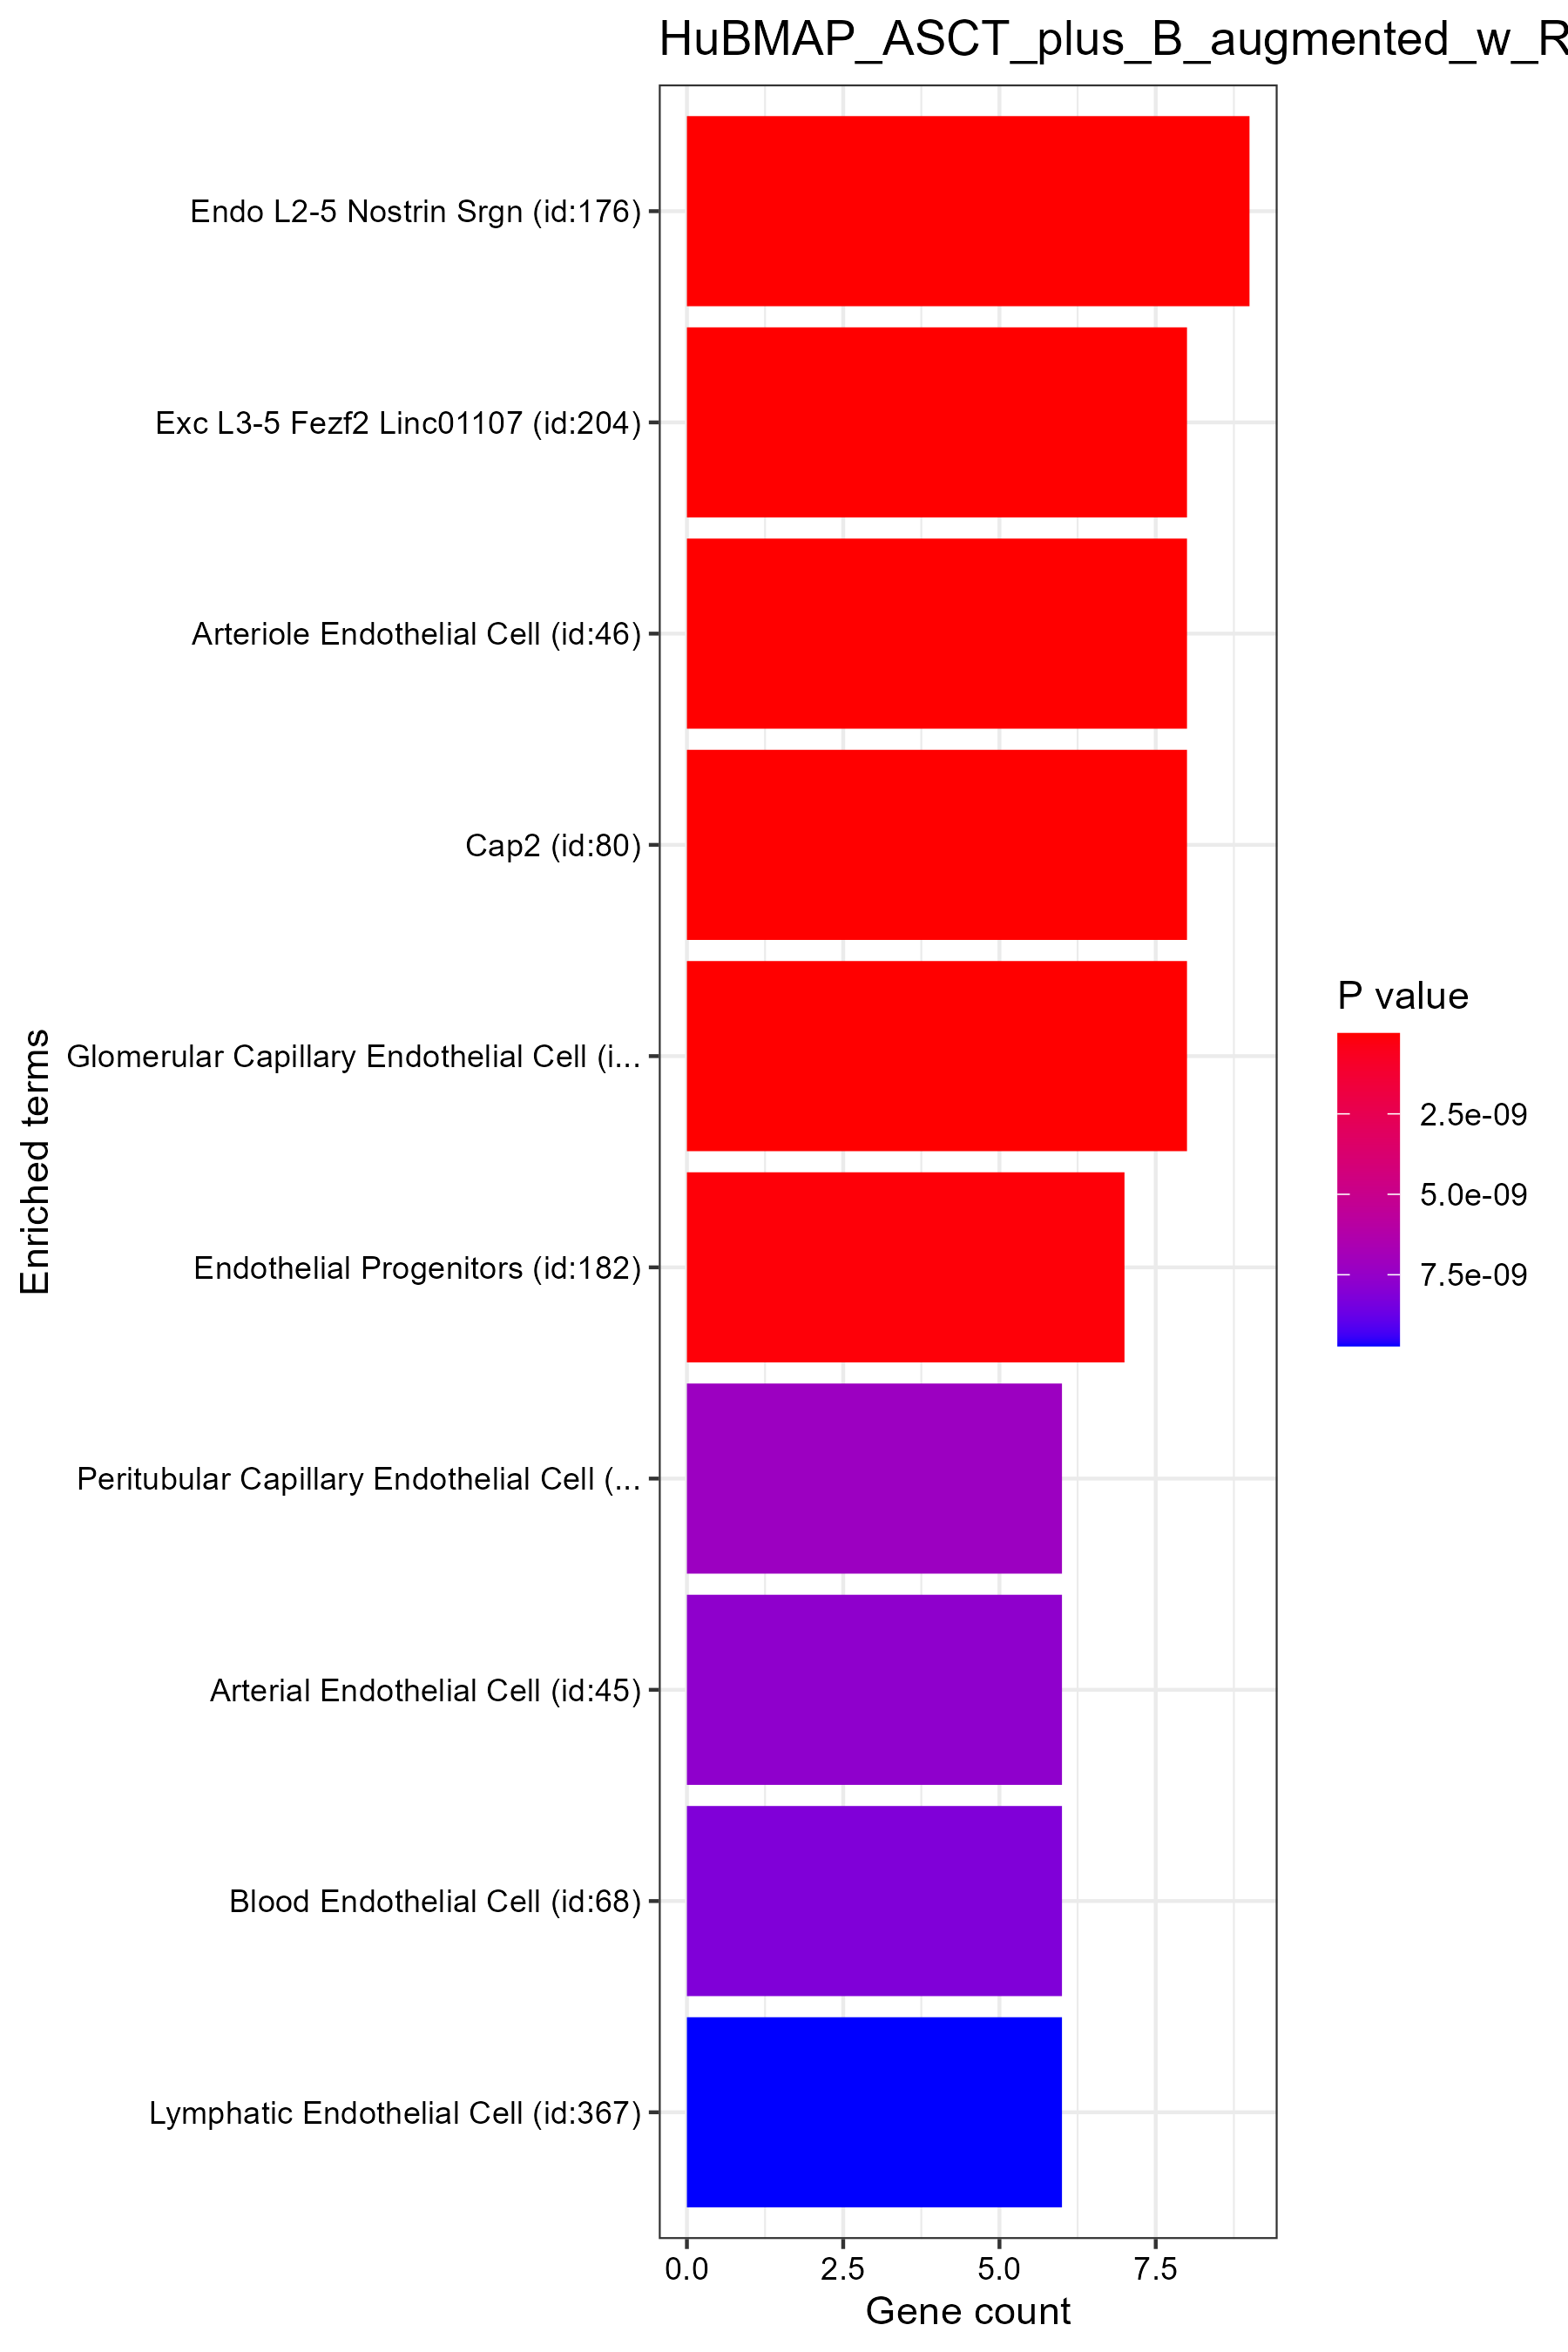 HuBMAP_ASCT_plus_B_augmented_w_R
Endo L2-5 Nostrin Srgn (id:176)
Exc L3-5 Fezf2 Linc01107 (id:204)
Arteriole Endothelial Cell (id:46)
Cap2 (id:80)
Glomerular Capillary Endothelial Cell (i...
Endothelial Progenitors (id:182)
Peritubular Capillary Endothelial Cell (...
Arterial Endothelial Cell (id:45)
Blood Endothelial Cell (id:68)
Lymphatic Endothelial Cell (id:367)
Enriched terms
0.0 2.5 5.0 7.5
Gene count
P value
2.5e-09
5.0e-09
7.5e-09